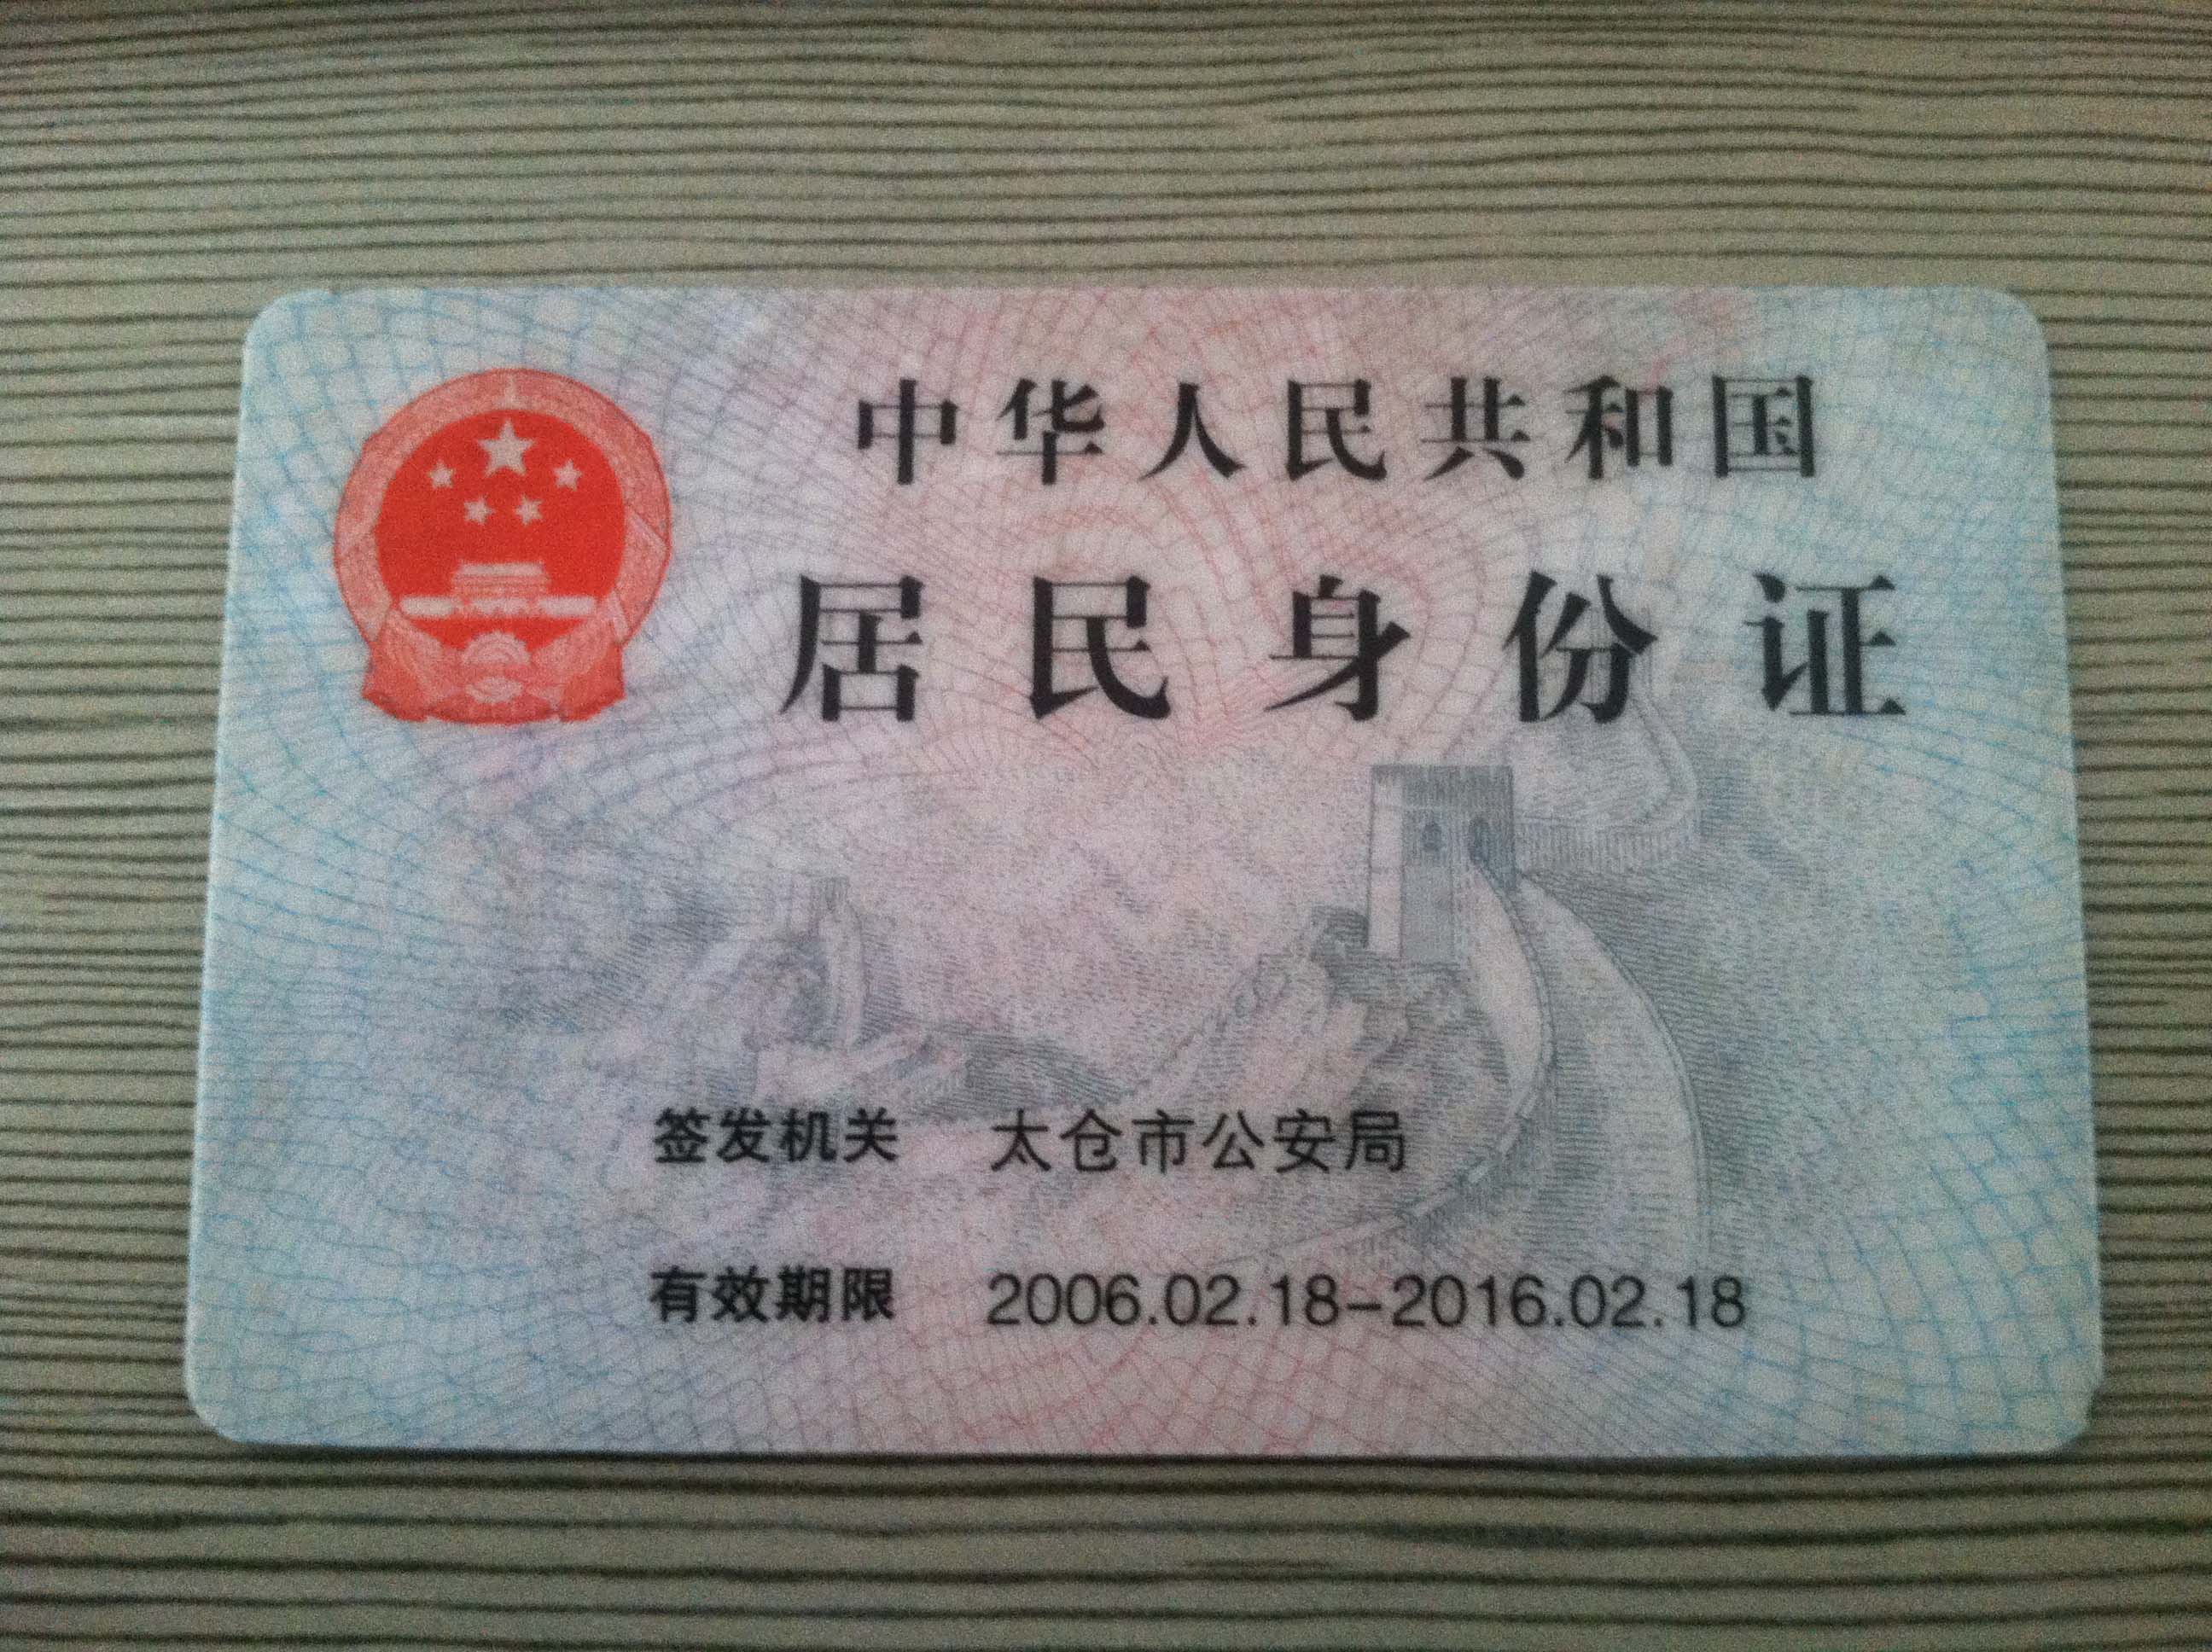 中华人民共和国
居民身份证
签发机关 太仓市公安局
有效期限 2006.02.18-2016.02.18